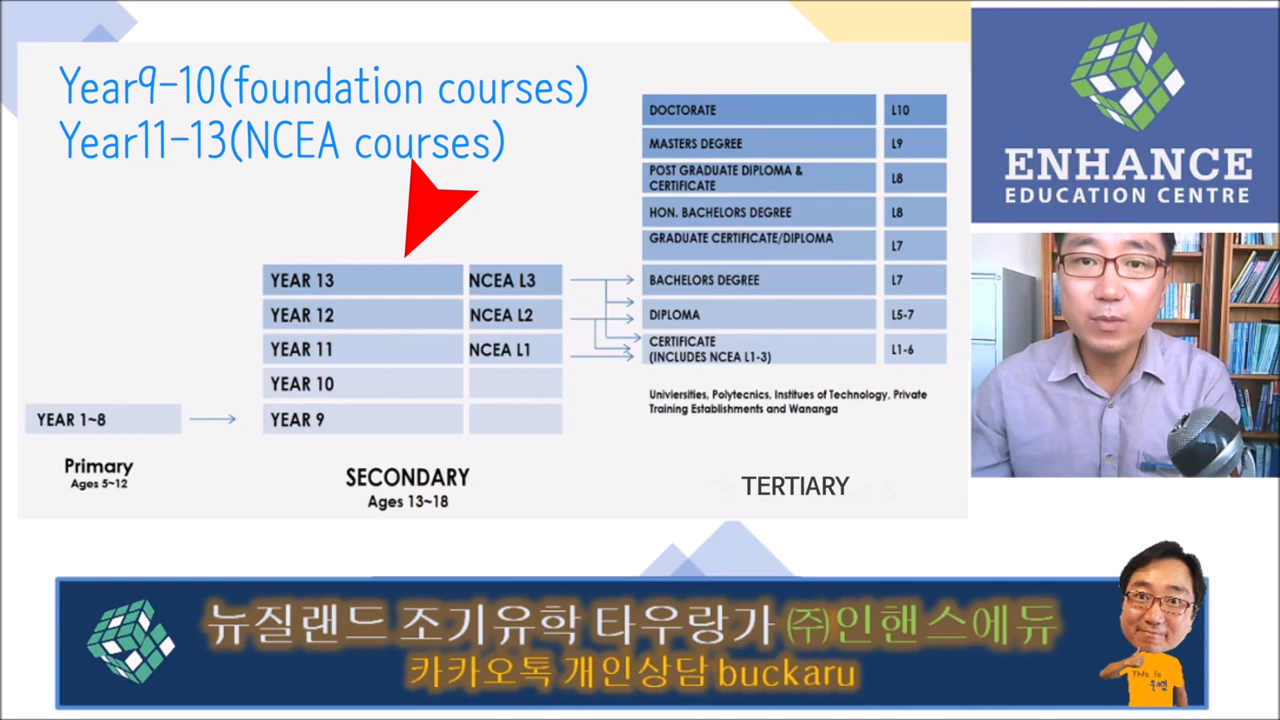 Year9-10(foundation courses)
Year11-13(NCEA courses)
DOCTORATE L10
MASTERS DEGREE L9
POST GRADUATE DIPLOMA &
CERTIFICATE L8
HON. BACHELORS DEGREE L8
GRADUATE CERTIFICATE/DIPLOMA L7
BACHELORS DEGREE L7
DIPLOMA L5-7
CERTIFICATE
(INCLUDES NCEA L1-3) L1-6
Univiersities, Polytecnics, Institues of Technology, Private
Training Establishments and Wananga
TERTIARY
YEAR 13 NCEA L3
YEAR 12 NCEA L2
YEAR 11 NCEA L1
YEAR 10
YEAR 9
SECONDARY
Ages 13~18
YEAR 1~8
Primary
Ages 5~12
ENHANCE
EDUCATION CENTRE
뉴질랜드 조기유학 타우랑가 ㈜인핸스에듀
카카오톡 개인상담 buckaru
This is